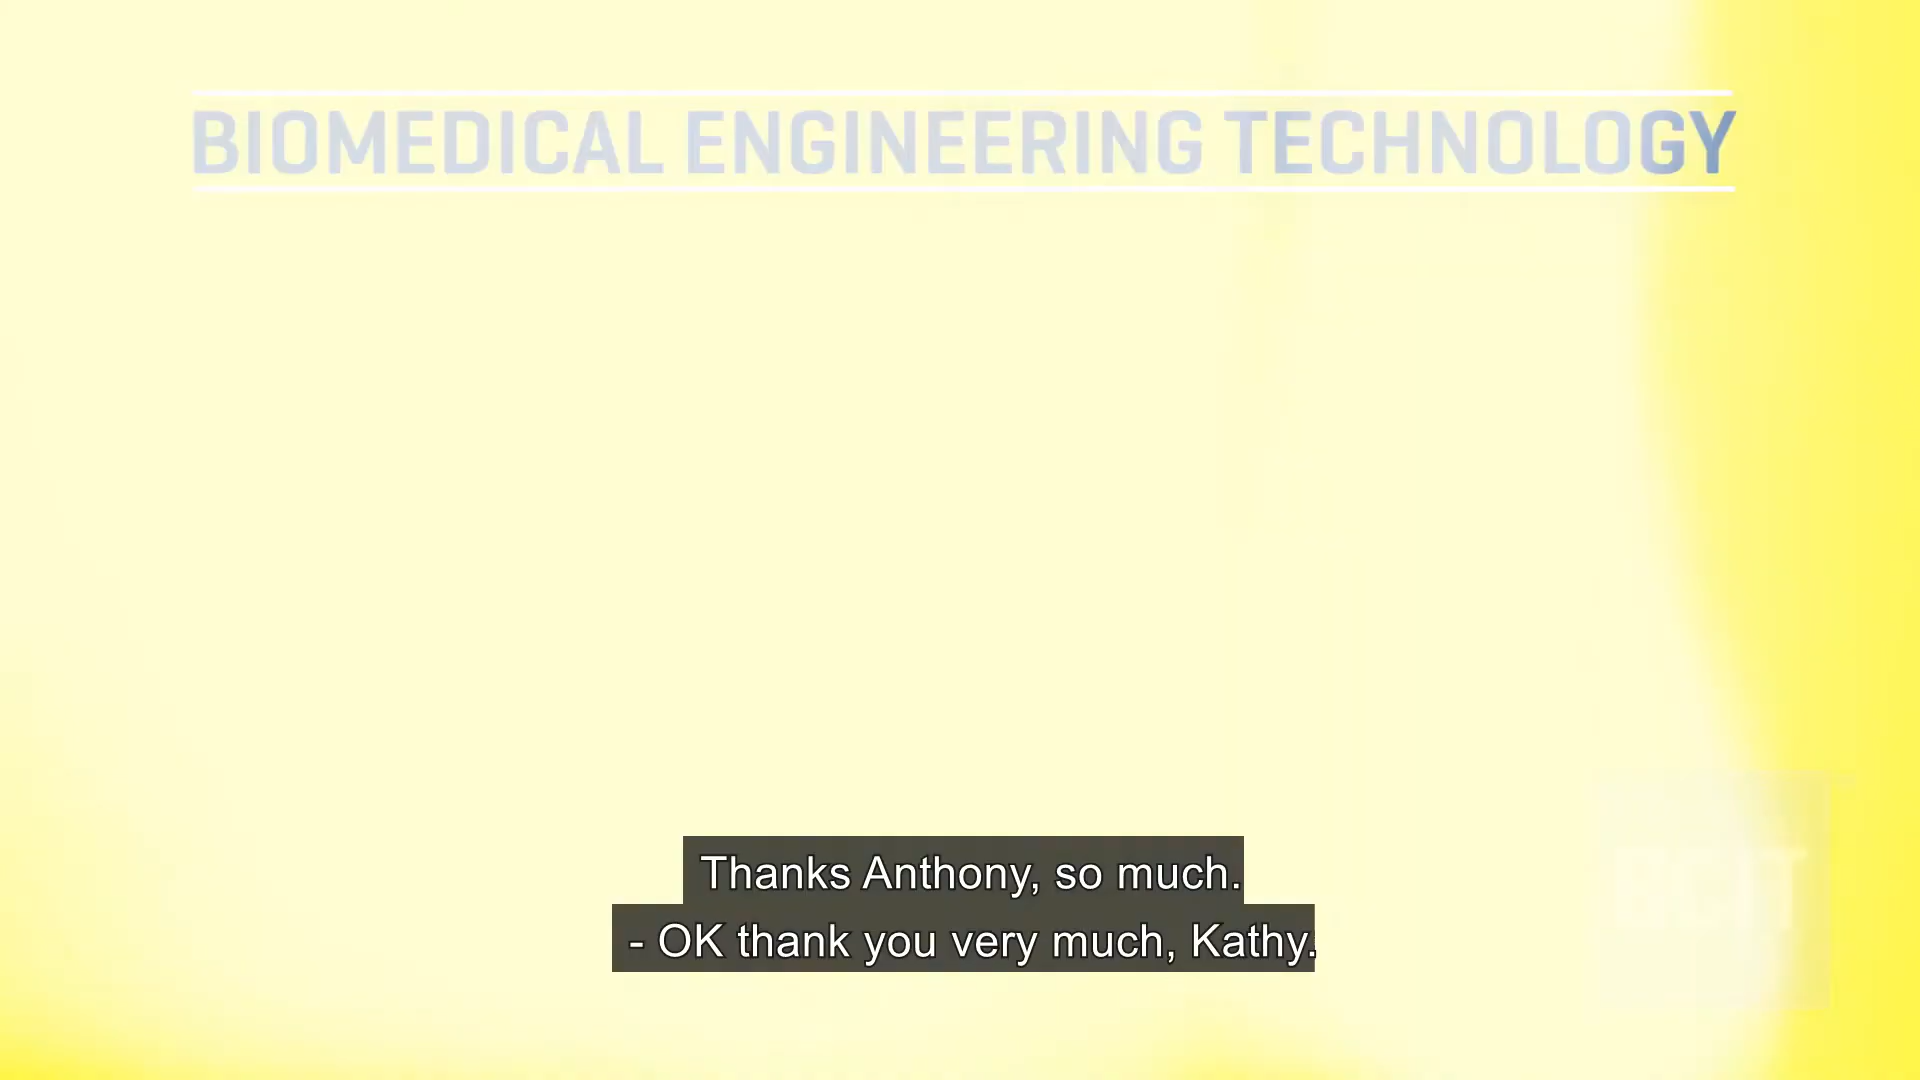 BIOMEDICAL ENGINEERING TECHNOLOGY
Thanks Anthony, so much.
- OK thank you very much, Kathy.